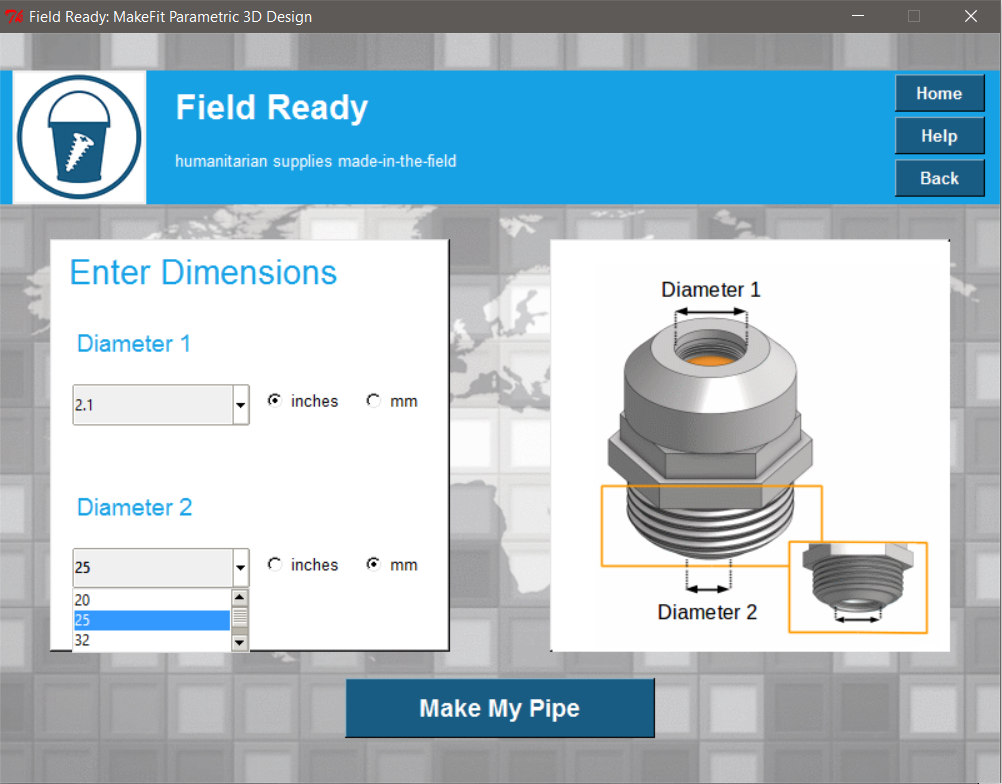 Field Ready: MakeFit Parametric 3D Design
Field Ready
humanitarian supplies made-in-the-field
Home
Help
Back
Enter Dimensions
Diameter 1
2.1
inches
mm
Diameter 2
25
inches
mm
20
25
32
Diameter 1
Diameter 2
Make My Pipe